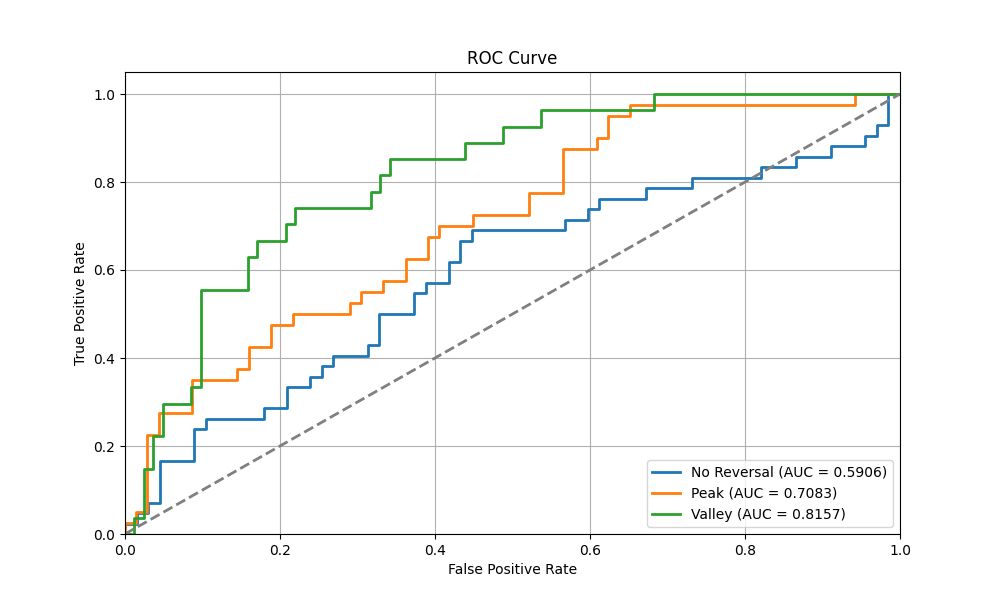 ROC Curve
True Positive Rate
1.0
0.8
0.6
0.4
0.2
0.0
0.0 0.2 0.4 0.6 0.8 1.0
False Positive Rate
No Reversal (AUC = 0.5906)
Peak (AUC = 0.7083)
Valley (AUC = 0.8157)